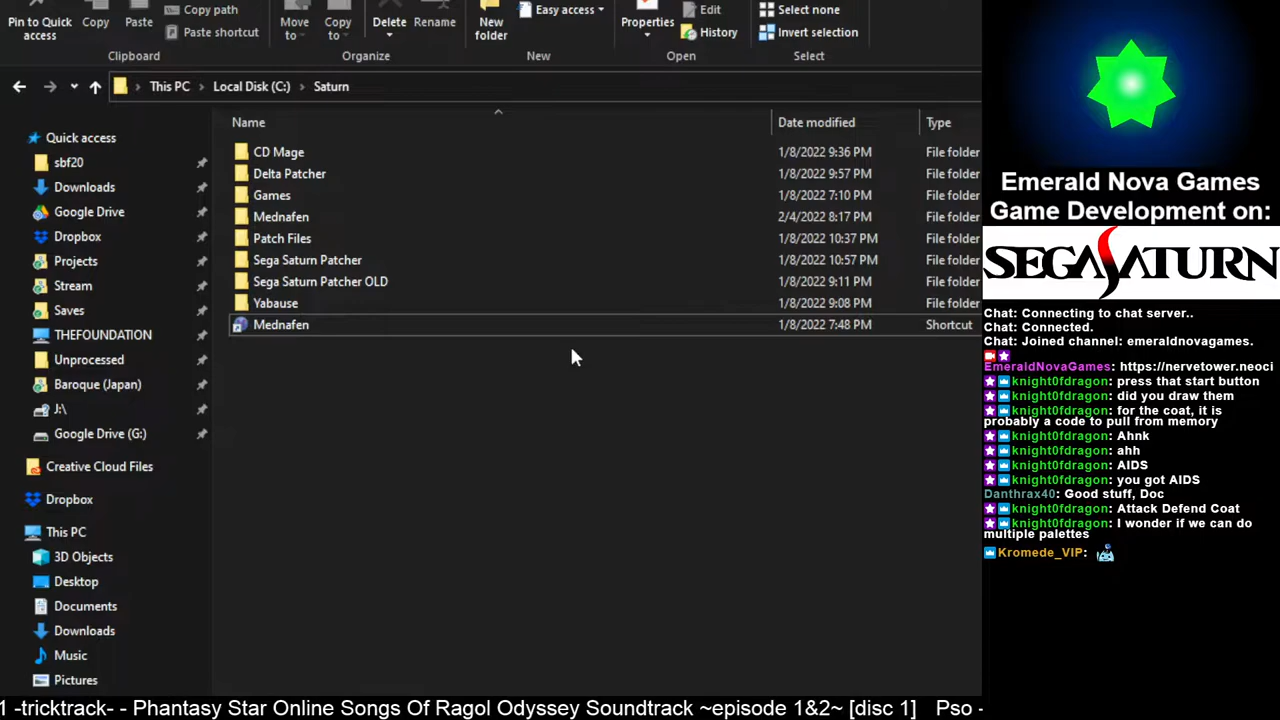 Pin to Quick
access
Copy
Paste
Copy path
Paste shortcut
Move
to
Copy
to
Delete
Rename
New
folder
Easy access
Properties
Edit
History
Select none
Invert selection
Clipboard
Organize
New
Open
Select
This PC
Local Disk (C:)
Saturn
Name
Date modified
Type
CD Mage 1/8/2022 9:36 PM File folder
Delta Patcher 1/8/2022 9:57 PM File folder
Games 1/8/2022 7:10 PM File folder
Mednafen 2/4/2022 8:17 PM File folder
Patch Files 1/8/2022 10:37 PM File folder
Sega Saturn Patcher 1/8/2022 10:57 PM File folder
Sega Saturn Patcher OLD 1/8/2022 9:11 PM File folder
Yabause 1/8/2022 9:08 PM File folder
Mednafen 1/8/2022 7:48 PM Shortcut
Quick access
sbf20
Downloads
Google Drive
Dropbox
Projects
Stream
Saves
THEFOUNDATION
Unprocessed
Baroque (Japan)
J:\
Google Drive (G:)
Creative Cloud Files
Dropbox
This PC
3D Objects
Desktop
Documents
Downloads
Music
Pictures
Emerald Nova Games
Game Development on:
SEGA SATURN
Chat: Connecting to chat server..
Chat: Connected.
Chat: Joined channel: emeraldnovagames.
EmeraldNovaGames: https://nervetower.neoci
knight0fdragon: press that start button
knight0fdragon: did you draw them
knight0fdragon: for the coat, it is
probably a code to pull from memory
knight0fdragon: Ahnk
knight0fdragon: ahh
knight0fdragon: AIDS
knight0fdragon: you got AIDS
Danthrax40: Good stuff, Doc
knight0fdragon: Attack Defend Coat
knight0fdragon: I wonder if we can do
multiple palettes
Kromede_VIP:
1 -tricktrack- - Phantasy Star Online Songs Of Ragol Odyssey Soundtrack ~episode 1&2~ [disc 1] Pso -